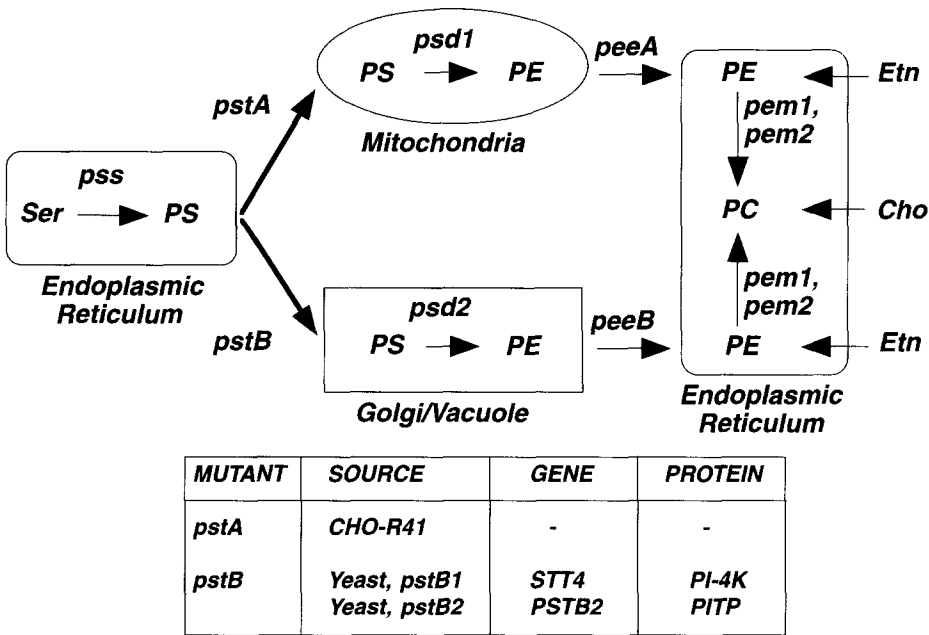 psd1
PS PE
Mitochondria
peeA
pstA
pss
Ser PS
Endoplasmic
Reticulum
pstB
psd2
PS PE
Golgi/Vacuole
peeB
PE Etn
pem1,
pem2
PC Cho
pem1,
pem2
PE Etn
Endoplasmic
Reticulum
MUTANT SOURCE GENE PROTEIN
pstA CHO-R41 - -
pstB Yeast, pstB1 STT4 PI-4K
Yeast, pstB2 PSTB2 PITP